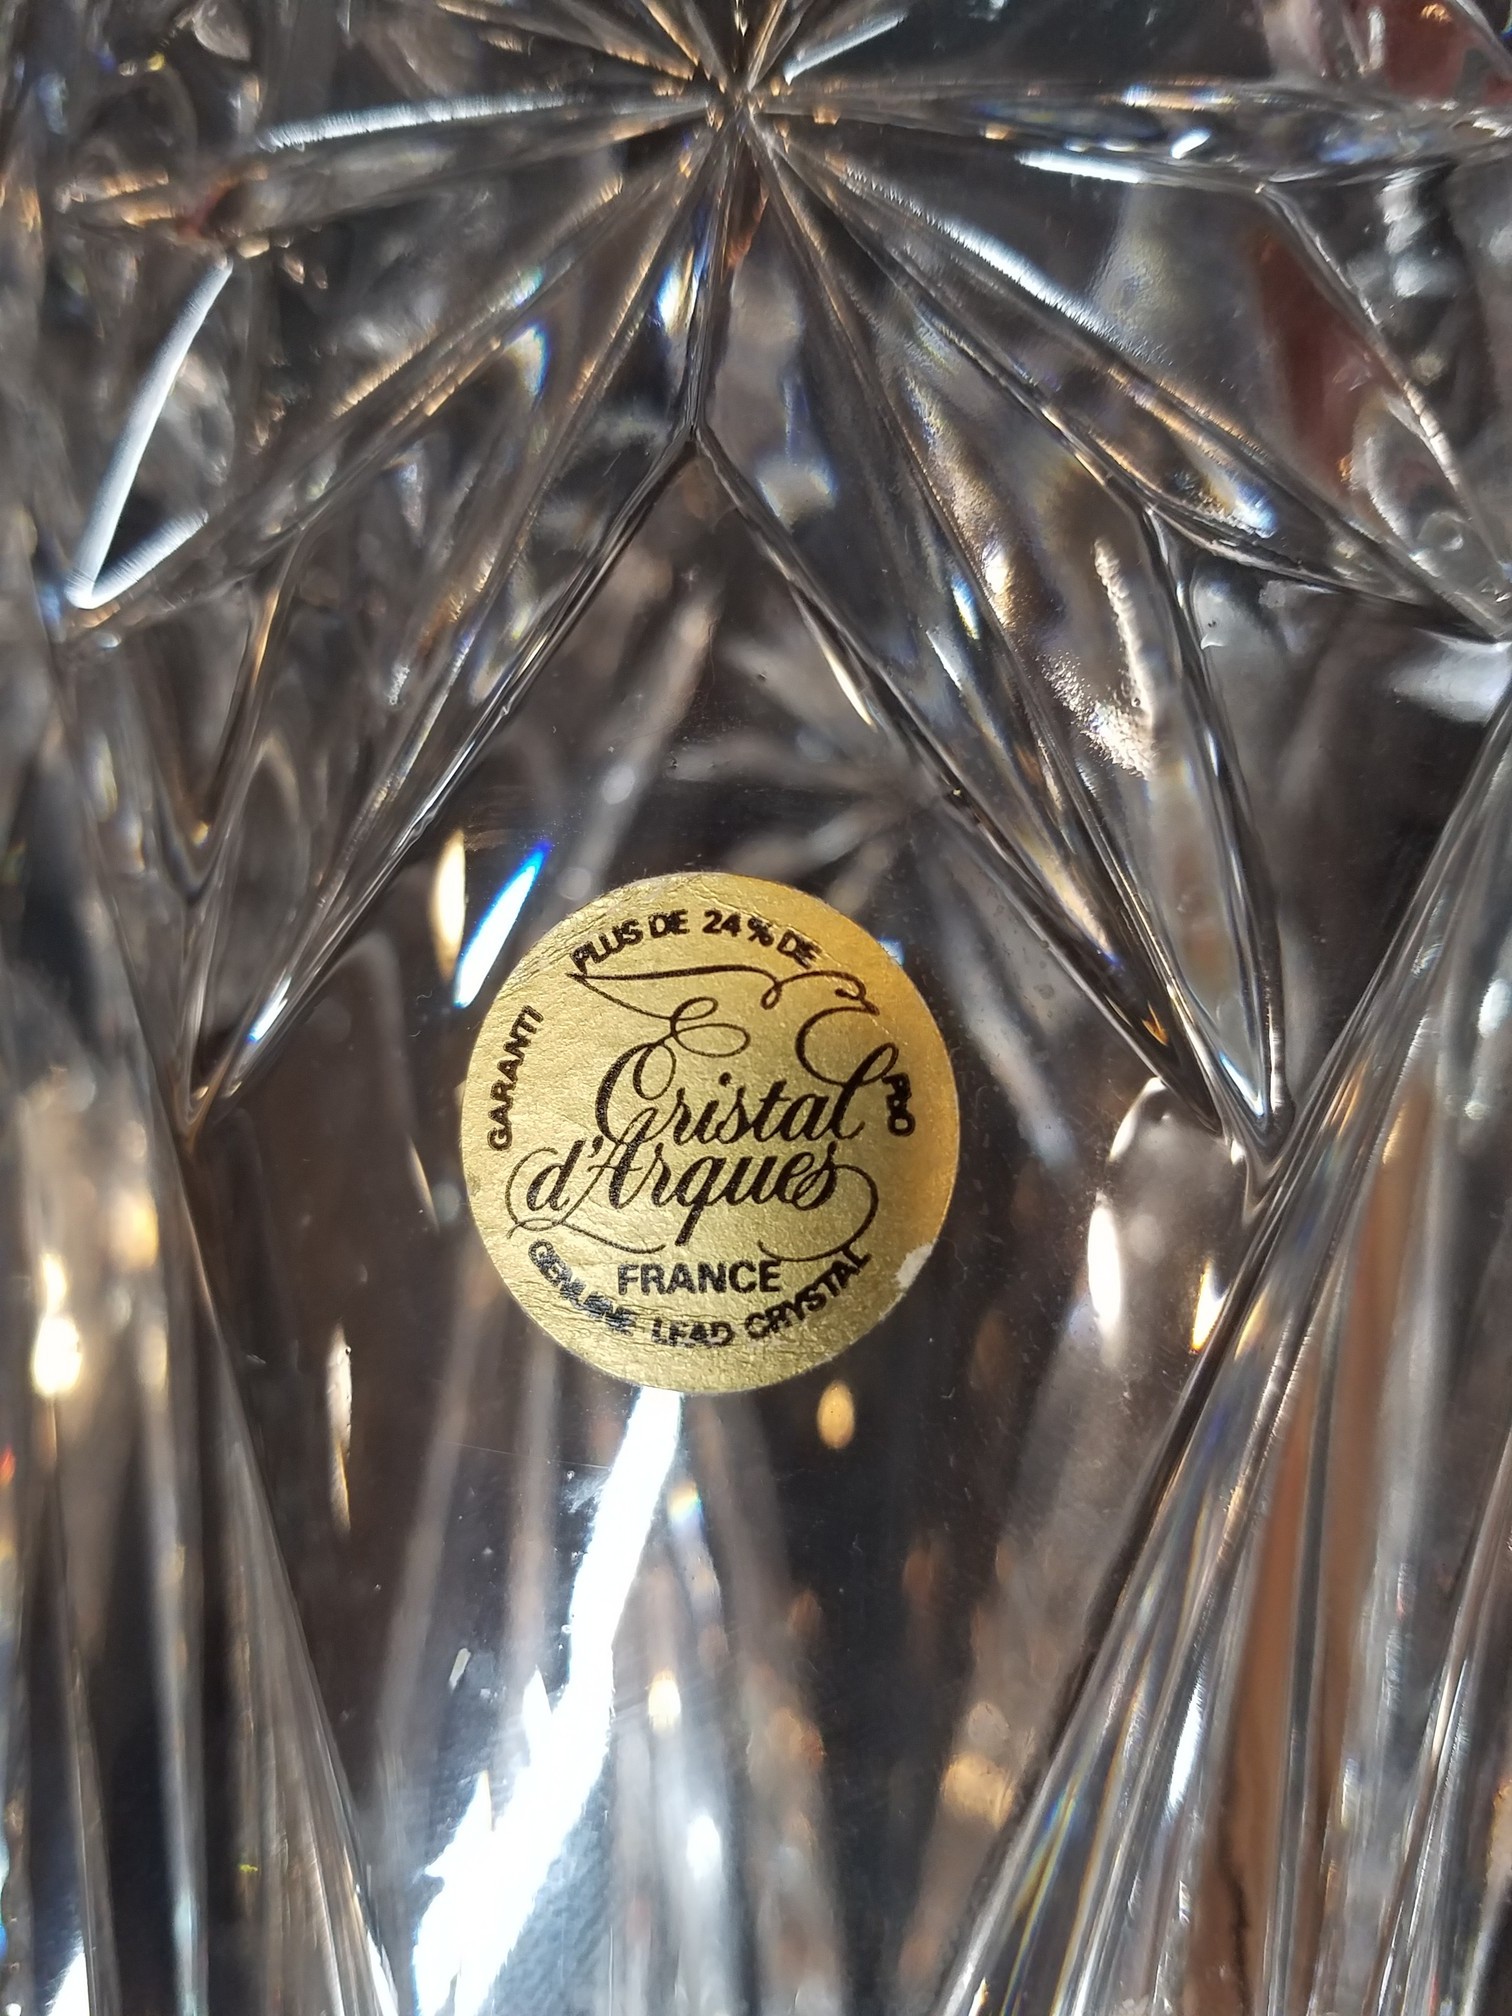 GARANTI
PLUS DE 24% DE
PbO
Cristal
d'Arques
FRANCE
GENUINE LEAD CRYSTAL